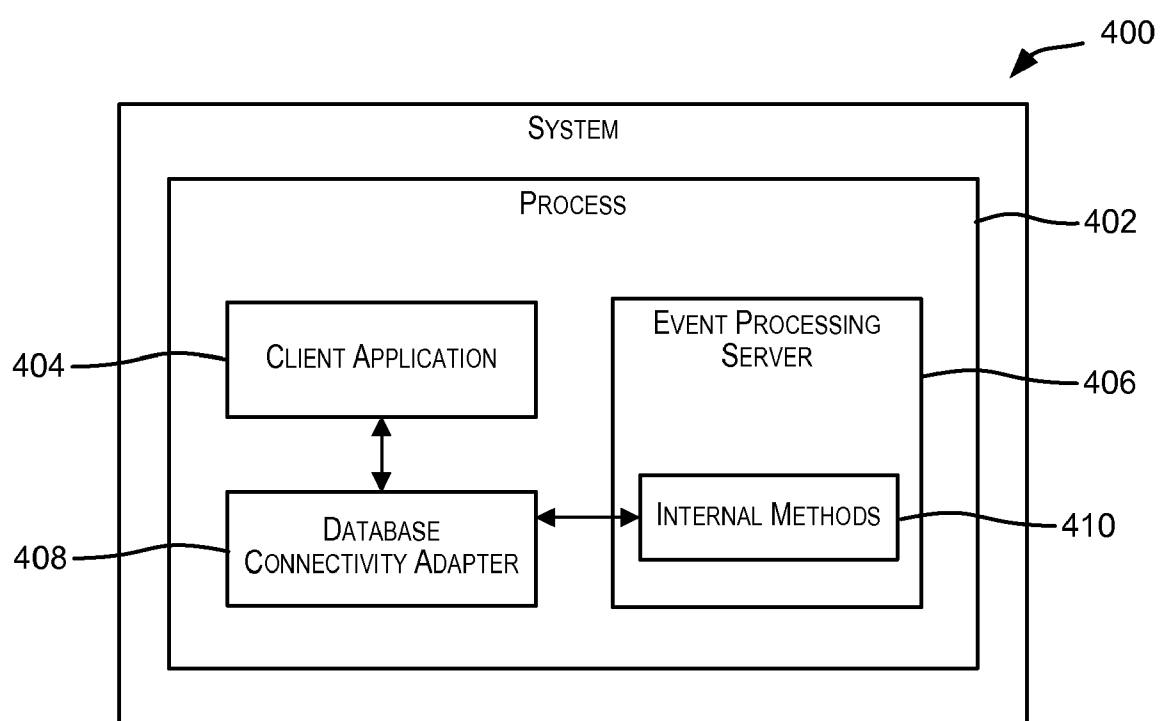 400
SYSTEM
PROCESS
402
EVENT PROCESSING
SERVER
CLIENT APPLICATION
404
406
INTERNAL METHODS
410
DATABASE
CONNECTIVITY ADAPTER
408